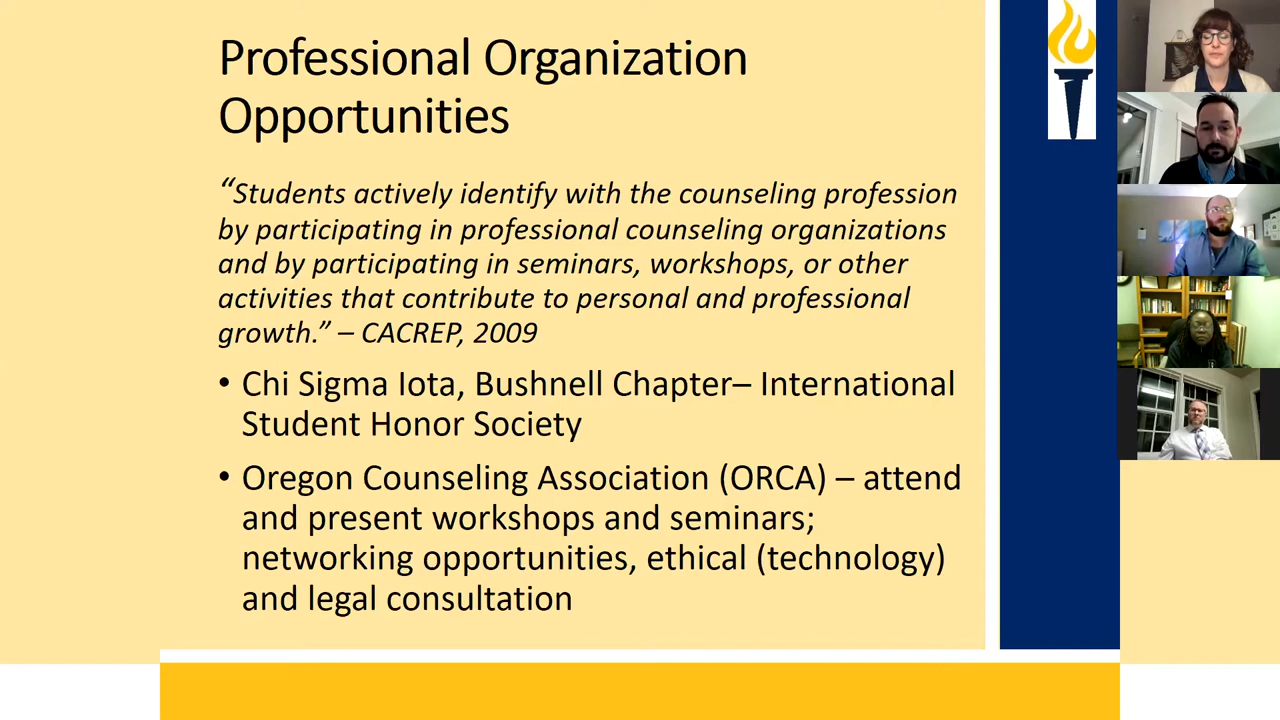 Professional Organization
Opportunities
“Students actively identify with the counseling profession
by participating in professional counseling organizations
and by participating in seminars, workshops, or other
activities that contribute to personal and professional
growth.” – CACREP, 2009
• Chi Sigma Iota, Bushnell Chapter– International
Student Honor Society
• Oregon Counseling Association (ORCA) – attend
and present workshops and seminars;
networking opportunities, ethical (technology)
and legal consultation